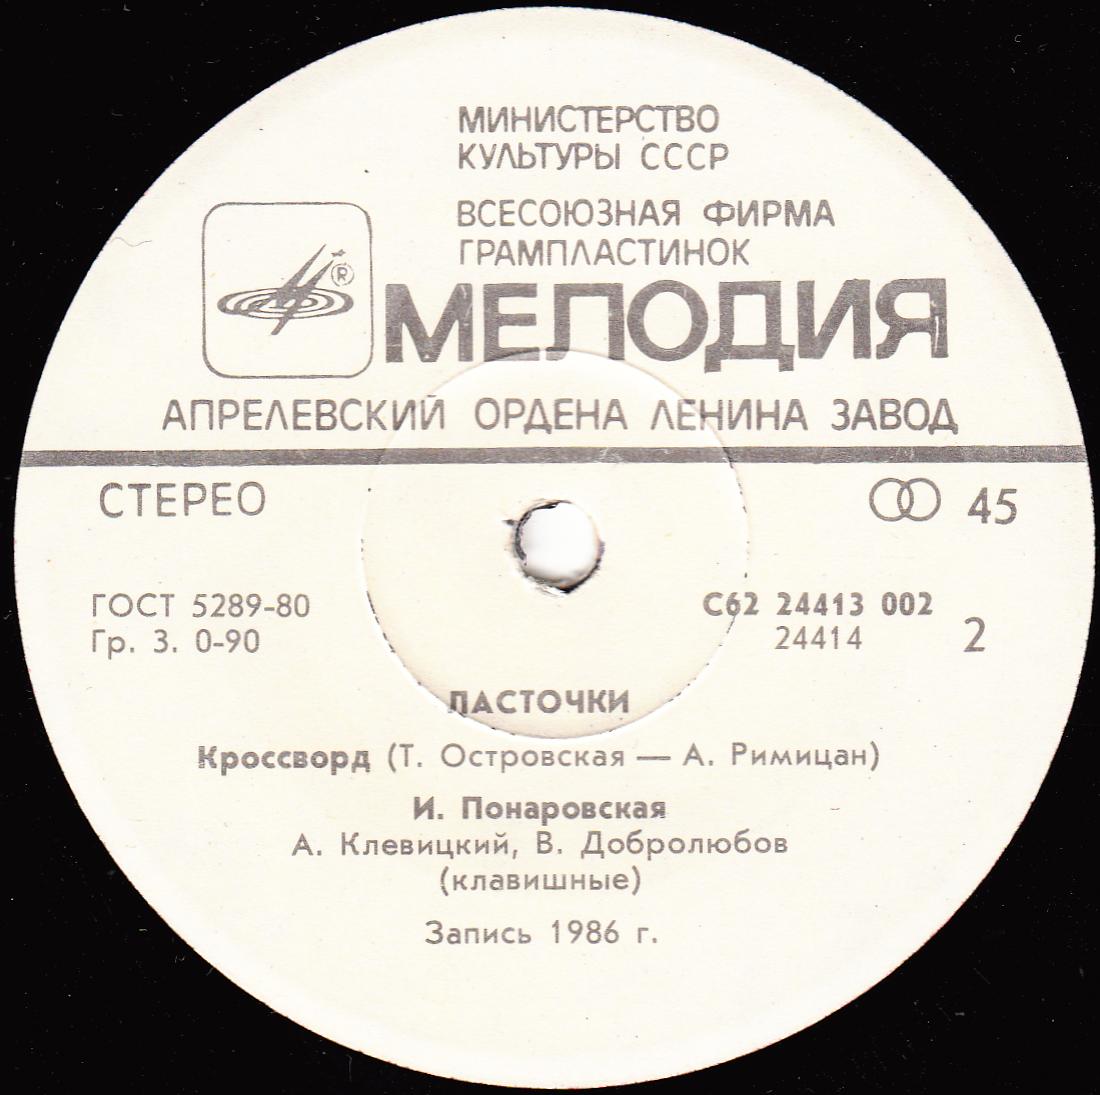 МИНИСТЕРСТВО
КУЛЬТУРЫ СССР
ВСЕСОЮЗНАЯ ФИРМА
ГРАМПЛАСТИНОК
®
МЕЛОДИЯ
АПРЕЛЕВСКИЙ ОРДЕНА ЛЕНИНА ЗАВОД
СТЕРЕО
45
ГОСТ 5289-80
Гр. 3. 0-90
С62 24413 002
24414
2
ЛАСТОЧКИ
Кроссворд (Т. Островская — А. Римицан)
И. Понаровская
А. Клевицкий, В. Добролюбов
(клавишные)
Запись 1986 г.